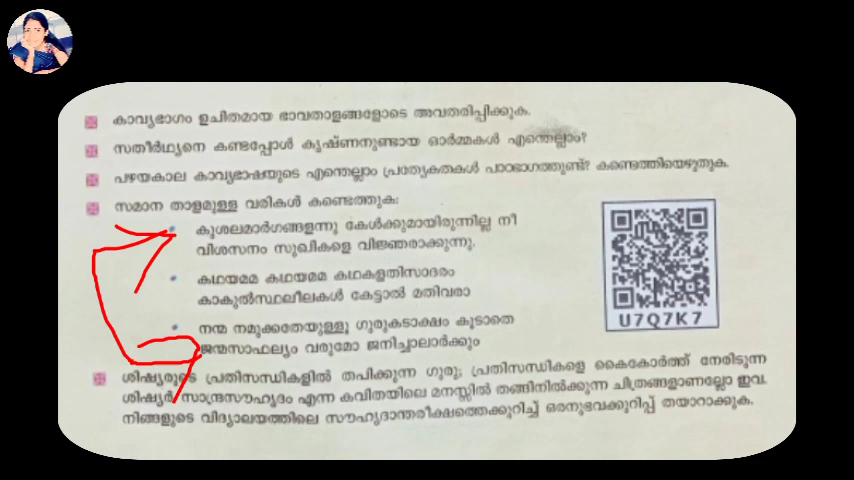 കാവ്യഭാഗം ഉചിതമായ ഭാവതാളങ്ങളോടെ അവതരിപ്പിക്കുക.
സതീർഥ്യനെ കണ്ടപ്പോൾ കൃഷ്ണനുണ്ടായ ഓർമ്മകൾ എന്തെല്ലാം?
പഴയകാല കാവ്യഭാഷയുടെ എന്തെല്ലാം പ്രത്യേകതകൾ പാഠഭാഗത്തുണ്ട്? കണ്ടെത്തിയെഴുതുക.
സമാന താളമുള്ള വരികൾ കണ്ടെത്തുക:
കുശലമാർഗങ്ങളന്നു കേൾക്കുമായിരുന്നില്ല നീ
വിശസനം സുഖികളെ വിജ്ഞരാക്കുന്നു.
കഥയമമ കഥയമമ കഥകളതിസാദരം
കാകുൽസ്ഥലീലകൾ കേട്ടാൽ മതിവരാ
നന്മ നമുക്കതേയുള്ളൂ ഗുരുകടാക്ഷം കൂടാതെ
ജന്മസാഫല്യം വരുമോ ജനിച്ചാലാർക്കും
ശിഷ്യരുടെ പ്രതിസന്ധികളിൽ തപിക്കുന്ന ഗുരു; പ്രതിസന്ധികളെ കൈകോർത്ത് നേരിടുന്ന
ശിഷ്യർ, സാന്ദ്രസൗഹൃദം എന്ന കവിതയിലെ മനസ്സിൽ തങ്ങിനിൽക്കുന്ന ചിത്രങ്ങളാണല്ലോ ഇവ.
നിങ്ങളുടെ വിദ്യാലയത്തിലെ സൗഹൃദാന്തരീക്ഷത്തെക്കുറിച്ച് ഒരനുഭവക്കുറിപ്പ് തയാറാക്കുക.
U7Q7K7